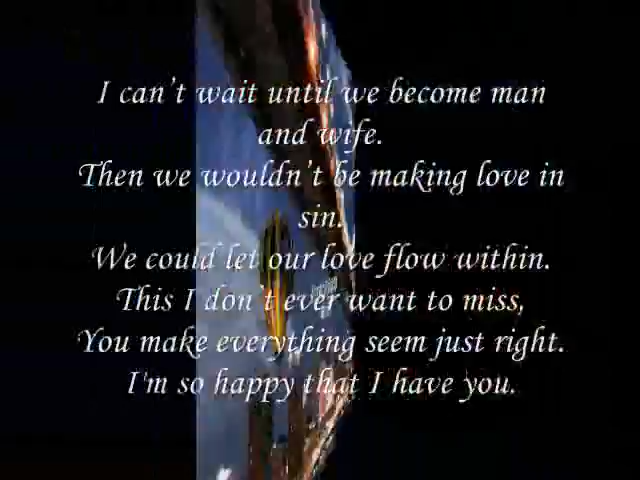 I can't wait until we become man
and wife.
Then we wouldn't be making love in
sin.
We could let our love flow within.
This I don't ever want to miss,
You make everything seem just right.
I'm so happy that I have you.